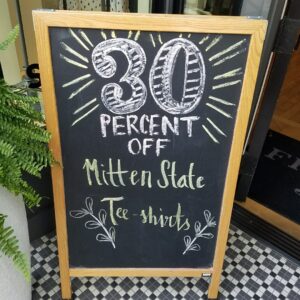 30
PERCENT
OFF
Mitten State
Tee-shirts